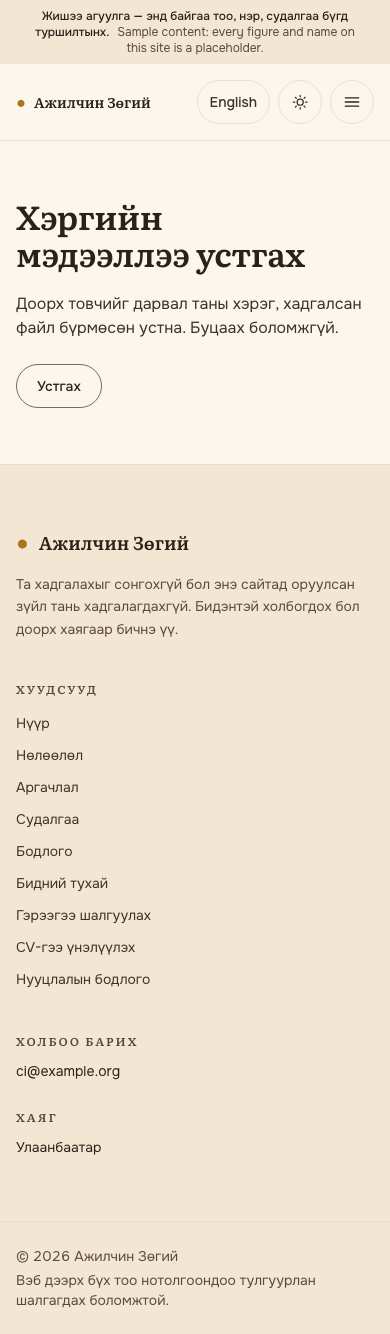 Жишээ агуулга — энд байгаа тоо, нэр, судалгаа бүгд
туршилтынх. Sample content: every figure and name on
this site is a placeholder.
Ажилчин Зөгий
English
Хэргийн
мэдээллээ устгах
Доорх товчийг дарвал таны хэрэг, хадгалсан
файл бүрмөсөн устна. Буцаах боломжгүй.
Устгах
Ажилчин Зөгий
Та хадгалахыг сонгохгүй бол энэ сайтад оруулсан
зүйл тань хадгалагдахгүй. Бидэнтэй холбогдох бол
доорх хаягаар бичнэ үү.
ХУУДСУУД
Нүүр
Нөлөөлөл
Аргачлал
Судалгаа
Бодлого
Бидний тухай
Гэрээгээ шалгуулах
CV-гээ үнэлүүлэх
Нууцлалын бодлого
ХОЛБОО БАРИХ
ci@example.org
ХАЯГ
Улаанбаатар
© 2026 Ажилчин Зөгий
Вэб дээрх бүх тоо нотолгоондоо тулгуурлан
шалгагдах боломжтой.